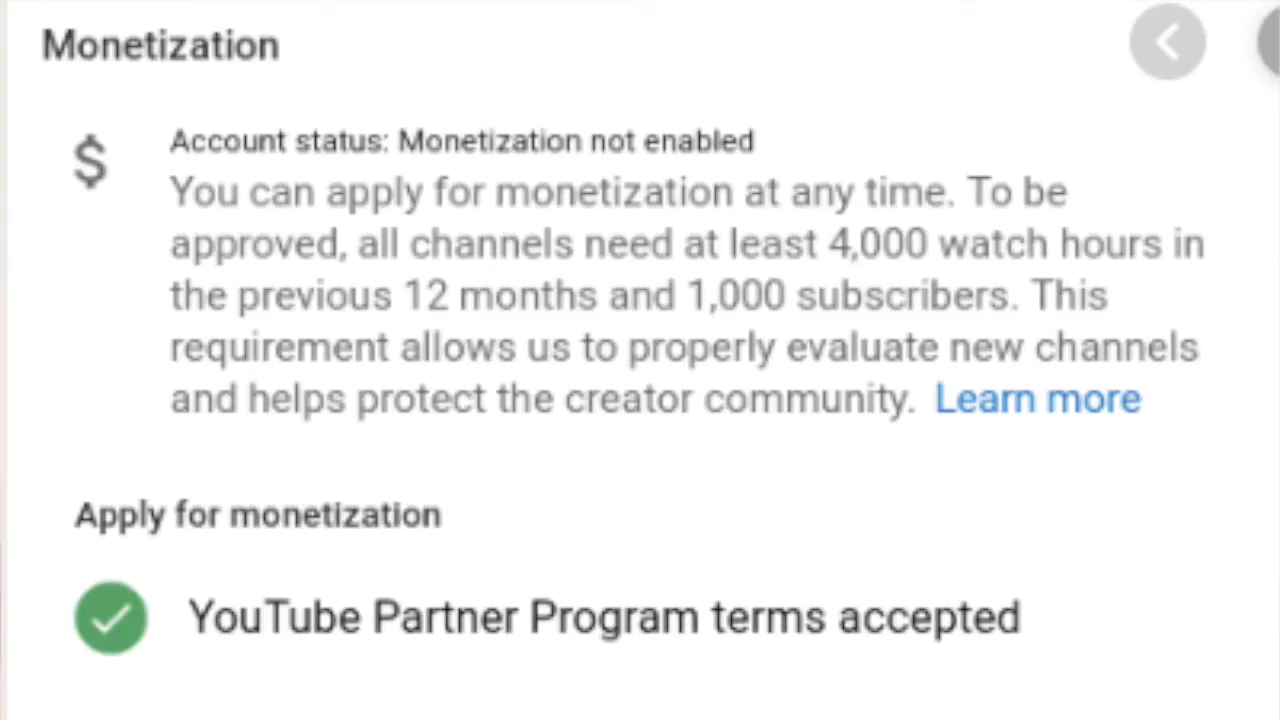 Monetization
Account status: Monetization not enabled
You can apply for monetization at any time. To be
approved, all channels need at least 4,000 watch hours in
the previous 12 months and 1,000 subscribers. This
requirement allows us to properly evaluate new channels
and helps protect the creator community. Learn more
Apply for monetization
YouTube Partner Program terms accepted